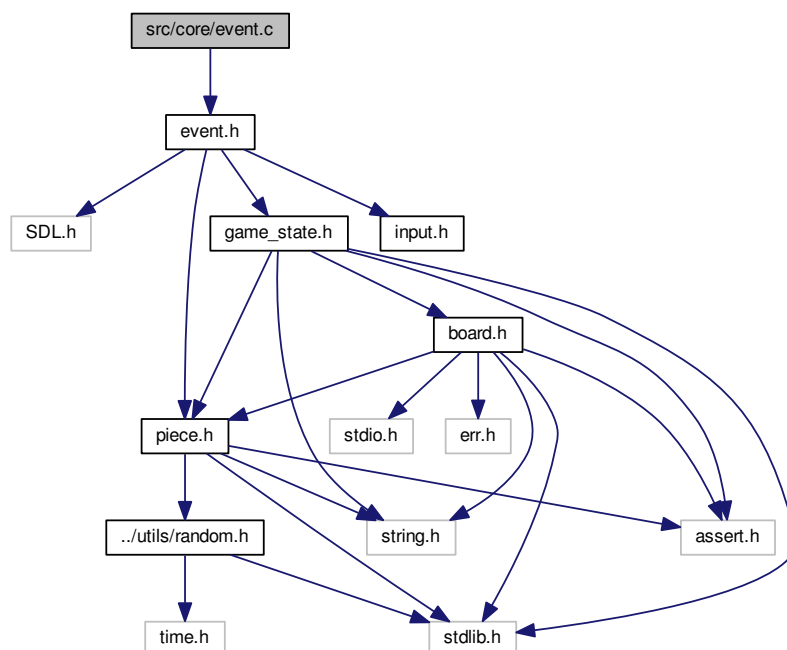 src/core/event.c
event.h
SDL.h
game_state.h
input.h
board.h
piece.h
stdio.h
err.h
../utils/random.h
string.h
assert.h
time.h
stdlib.h